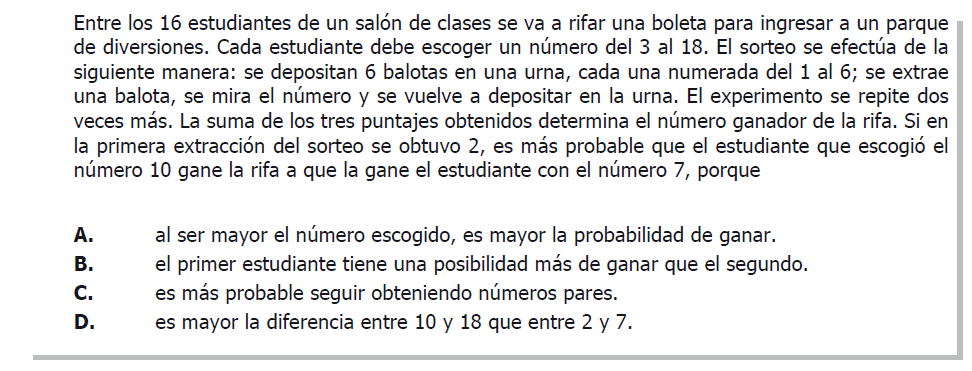 Entre los 16 estudiantes de un salón de clases se va a rifar una boleta para ingresar a un parque
de diversiones. Cada estudiante debe escoger un número del 3 al 18. El sorteo se efectúa de la
siguiente manera: se depositan 6 balotas en una urna, cada una numerada del 1 al 6; se extrae
una balota, se mira el número y se vuelve a depositar en la urna. El experimento se repite dos
veces más. La suma de los tres puntajes obtenidos determina el número ganador de la rifa. Si en
la primera extracción del sorteo se obtuvo 2, es más probable que el estudiante que escogió el
número 10 gane la rifa a que la gane el estudiante con el número 7, porque
A. al ser mayor el número escogido, es mayor la probabilidad de ganar.
B. el primer estudiante tiene una posibilidad más de ganar que el segundo.
C. es más probable seguir obteniendo números pares.
D. es mayor la diferencia entre 10 y 18 que entre 2 y 7.